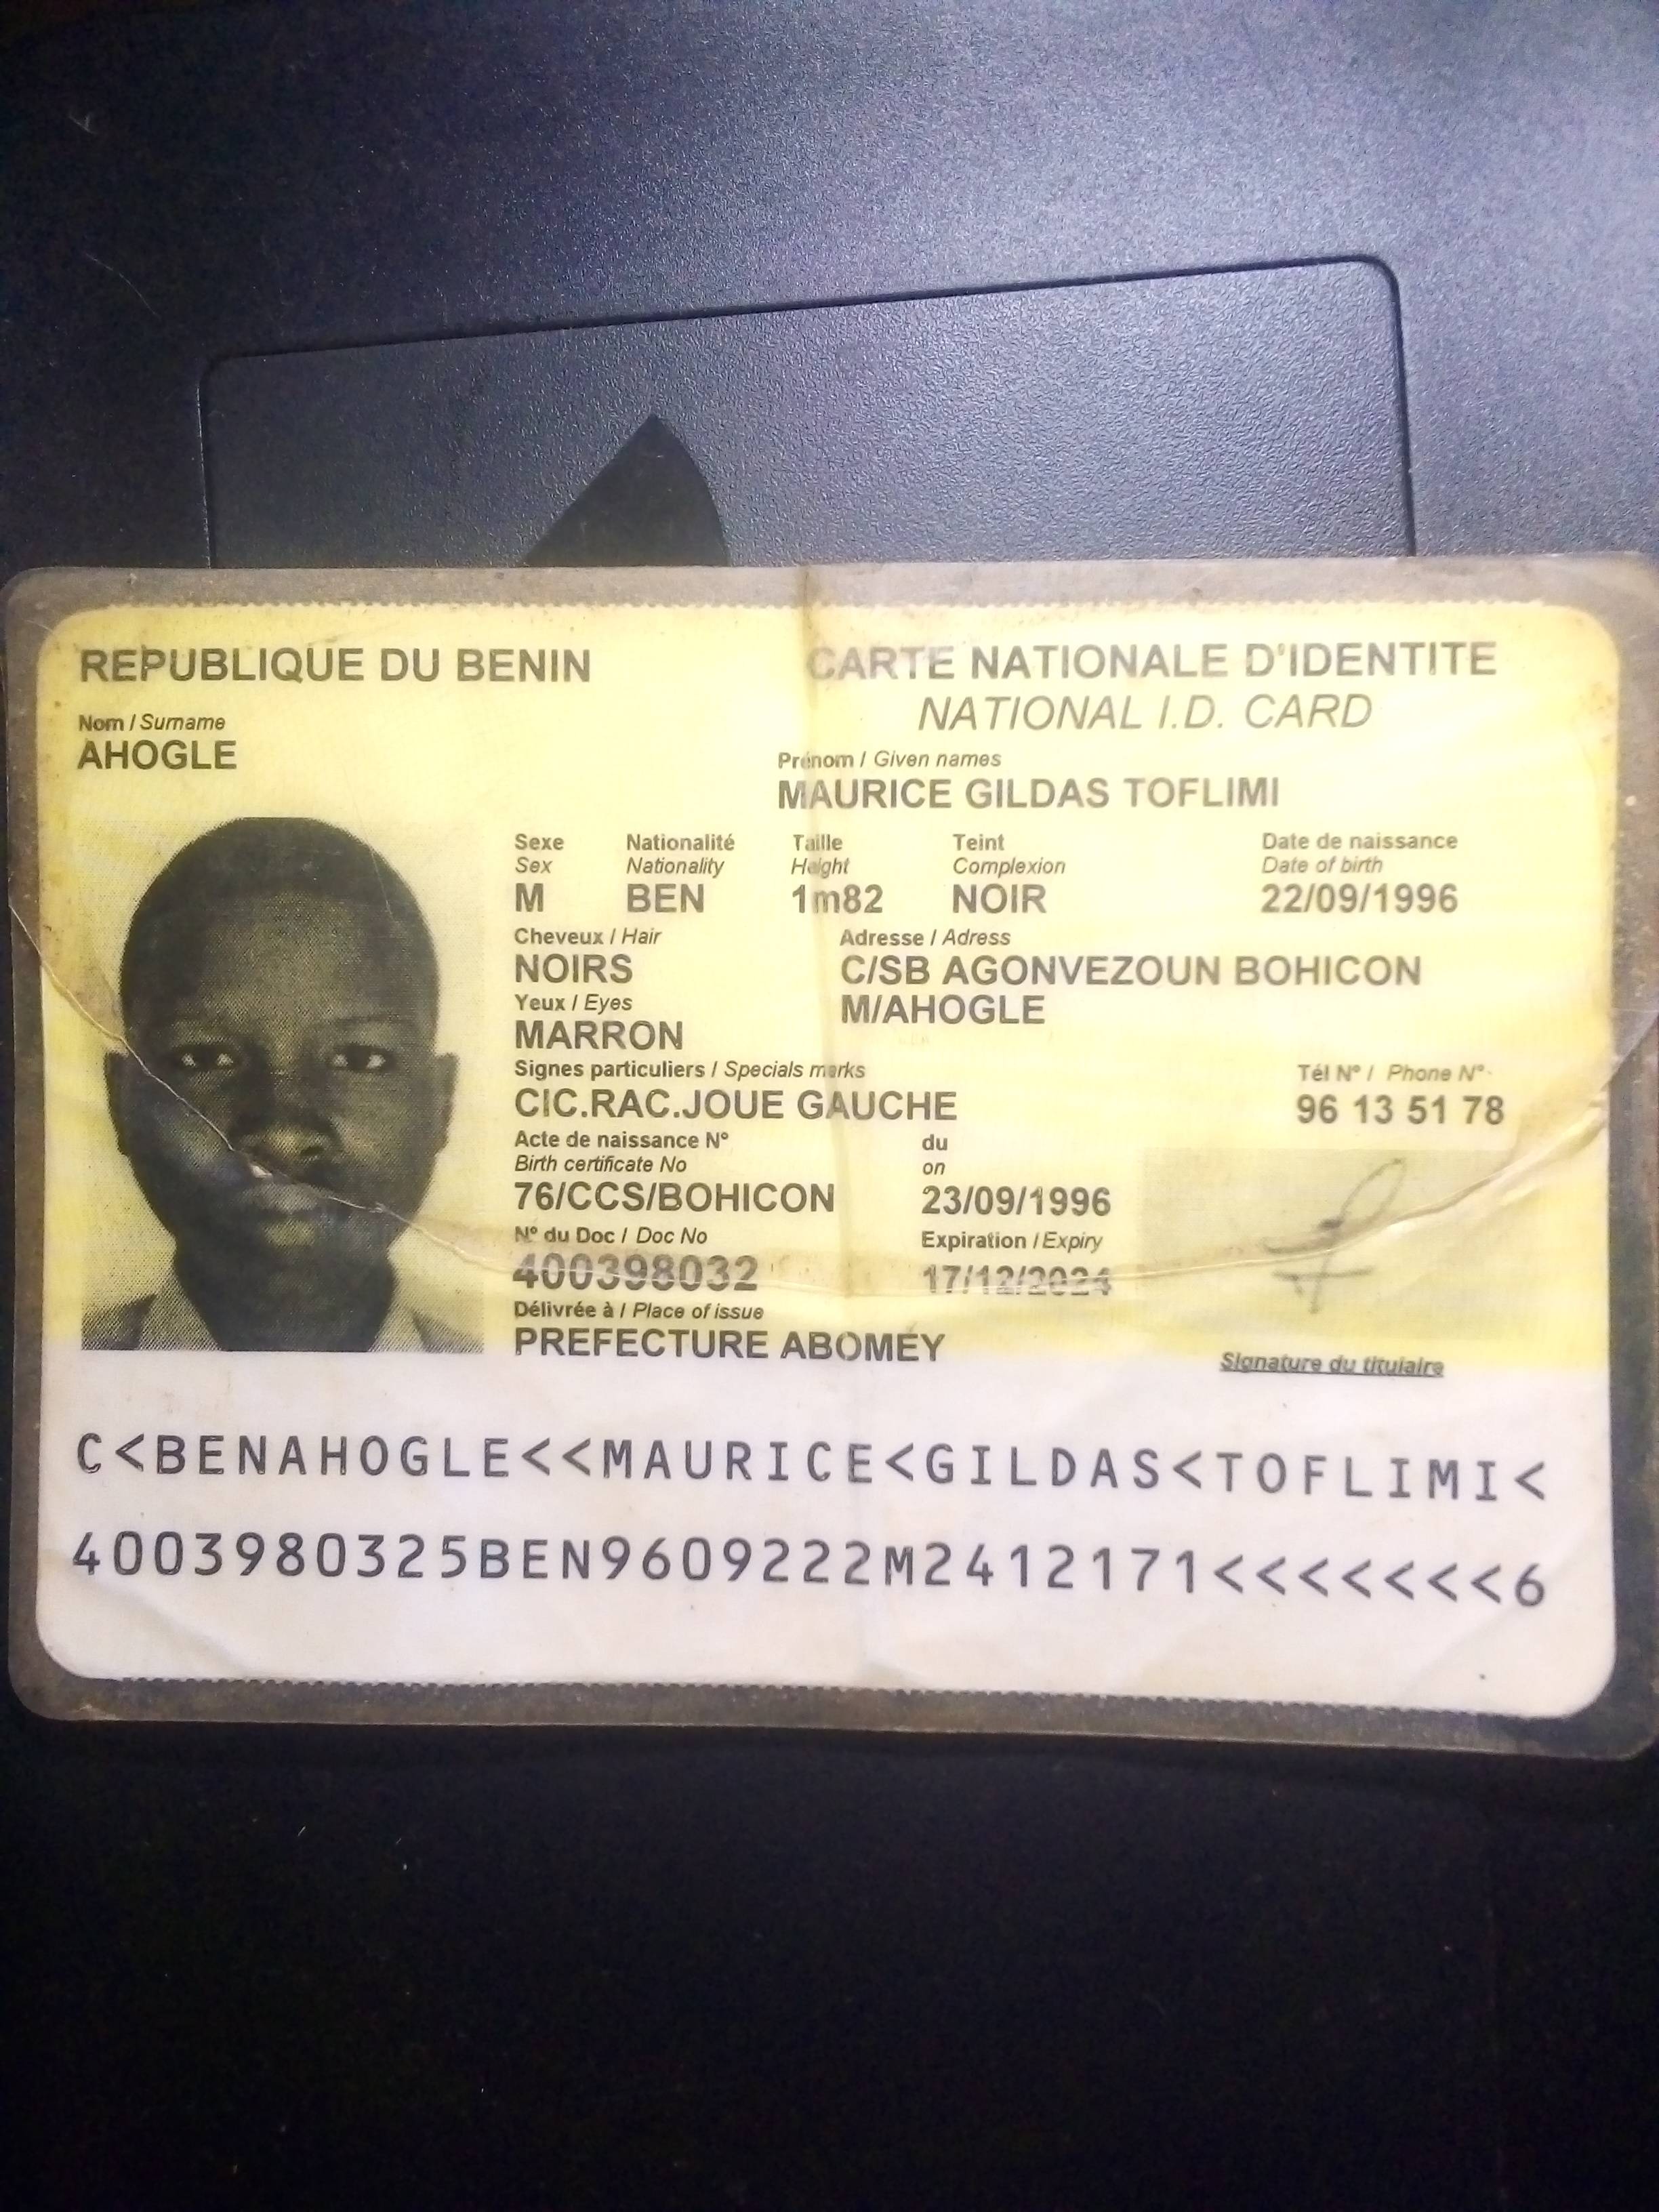 REPUBLIQUE DU BENIN
CARTE NATIONALE D'IDENTITE
NATIONAL I.D. CARD
Nom / Surname
AHOGLE
Prénom / Given names
MAURICE GILDAS TOFLIMI
Sexe Nationalité Taille Teint Date de naissance
Sex Nationality Height Complexion Date of birth
M BEN 1m82 NOIR 22/09/1996
Cheveux / Hair Adresse / Adress
NOIRS C/SB AGONVEZOUN BOHICON
Yeux / Eyes M/AHOGLE
MARRON
Signes particuliers / Specials marks Tél N° / Phone N°
CIC.RAC.JOUE GAUCHE 96 13 51 78
Acte de naissance N° du
Birth certificate No on
76/CCS/BOHICON 23/09/1996
N° du Doc / Doc No Expiration / Expiry
400398032 17/12/2024
Délivrée à / Place of issue
PREFECTURE ABOMEY
Signature du titulaire
C<BENAHOGLE<<MAURICE<GILDAS<TOFLIMI<
4003980325BEN9609222M2412171<<<<<<<6